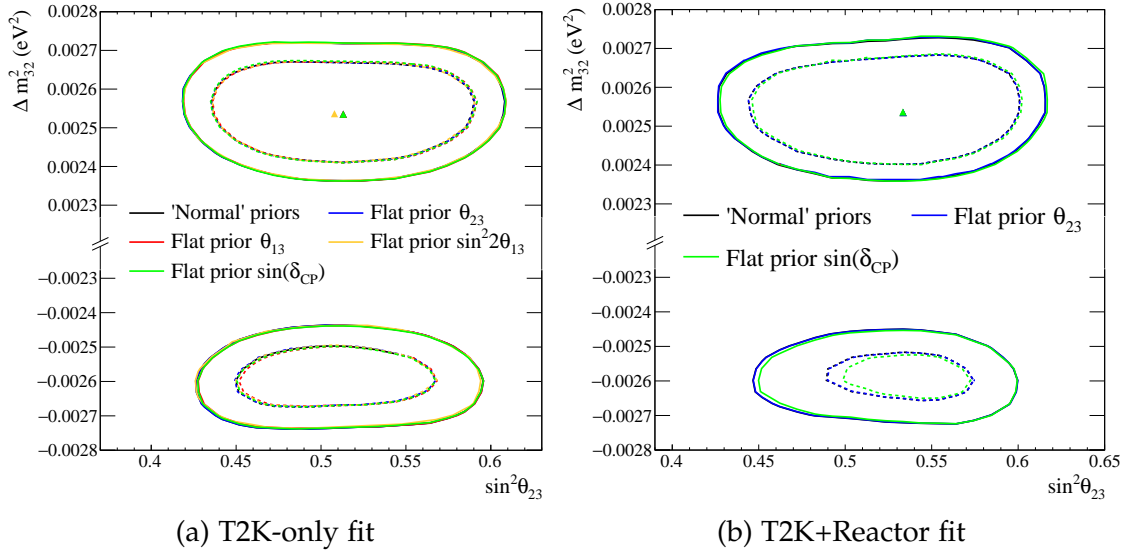 Δ m²₃₂ (eV²)
0.0028
0.0027
0.0026
0.0025
0.0024
0.0023
−0.0023
−0.0024
−0.0025
−0.0026
−0.0027
−0.0028
'Normal' priors
Flat prior θ₂₃
Flat prior θ₁₃
Flat prior sin²2θ₁₃
Flat prior sin(δ_CP)
0.4 0.45 0.5 0.55 0.6
sin²θ₂₃
(a) T2K-only fit
Δ m²₃₂ (eV²)
0.0028
0.0027
0.0026
0.0025
0.0024
0.0023
−0.0023
−0.0024
−0.0025
−0.0026
−0.0027
−0.0028
'Normal' priors
Flat prior θ₂₃
Flat prior sin(δ_CP)
0.4 0.45 0.5 0.55 0.6 0.65
sin²θ₂₃
(b) T2K+Reactor fit